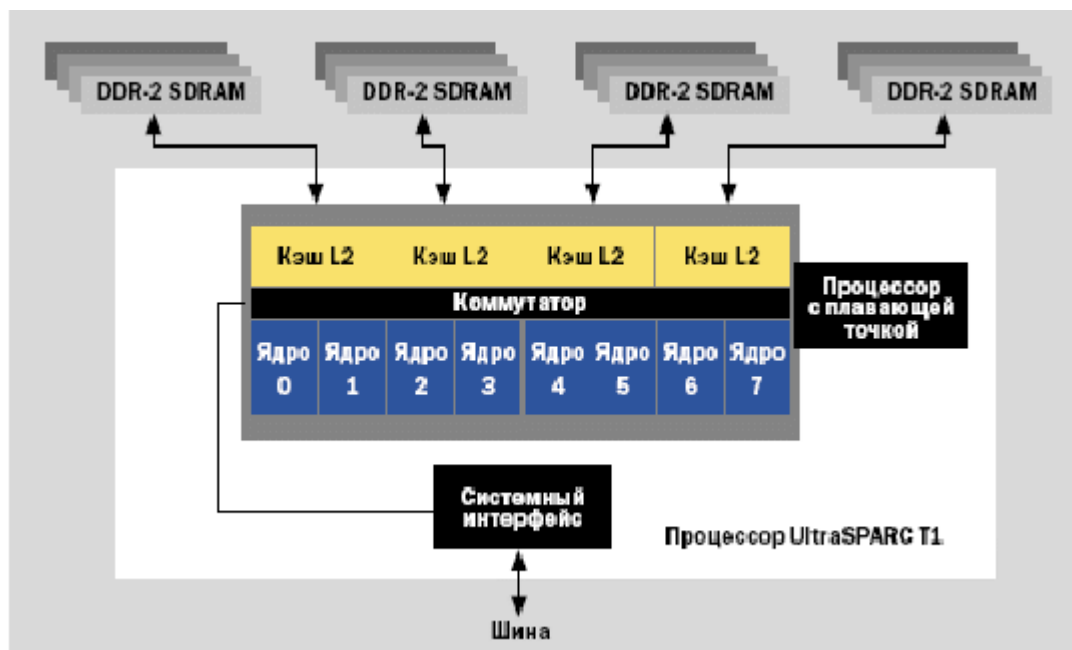 DDR-2 SDRAM DDR-2 SDRAM DDR-2 SDRAM DDR-2 SDRAM
Кэш L2 Кэш L2 Кэш L2 Кэш L2
Процессор
с плавающей
точкой
Коммутатор
Ядро Ядро Ядро Ядро Ядро Ядро Ядро Ядро
0 1 2 3 4 5 6 7
Системный
интерфейс
Процессор UltraSPARC T1
Шина